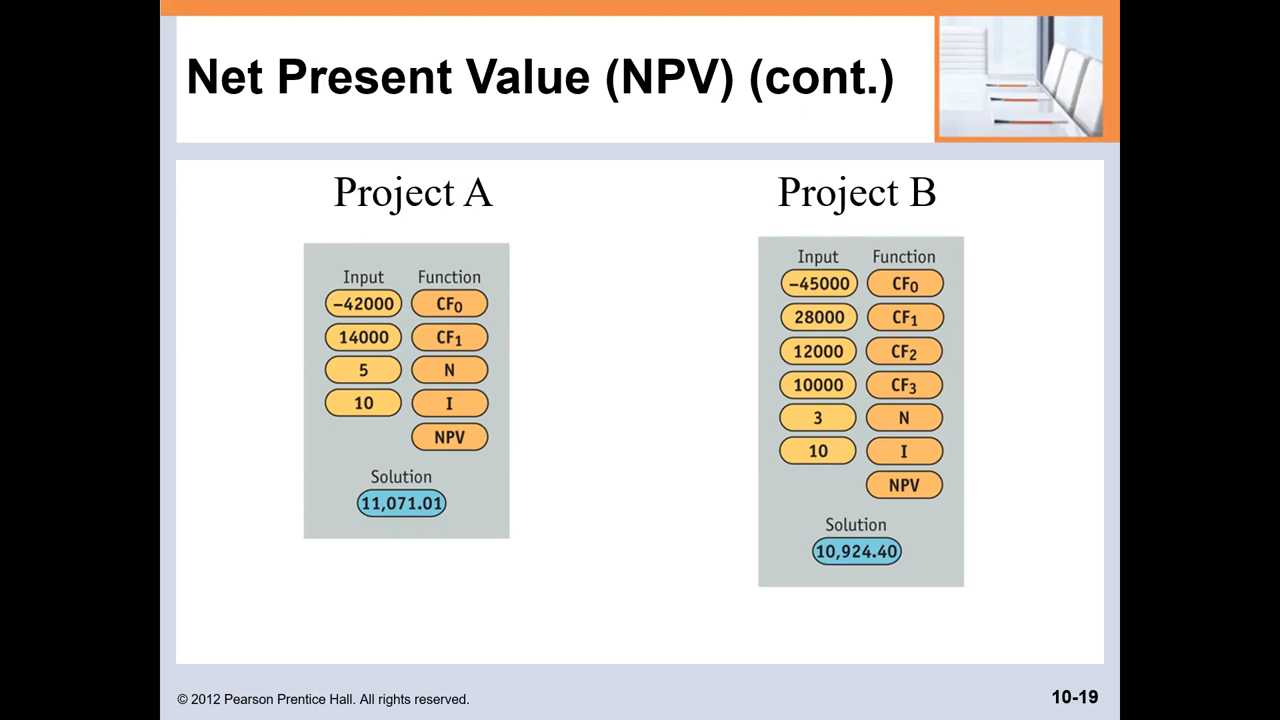 Net Present Value (NPV) (cont.)
Project A
Input Function
−42000 CF0
14000 CF1
5 N
10 I
NPV
Solution
11,071.01
Project B
Input Function
−45000 CF0
28000 CF1
12000 CF2
10000 CF3
3 N
10 I
NPV
Solution
10,924.40
© 2012 Pearson Prentice Hall. All rights reserved.
10-19